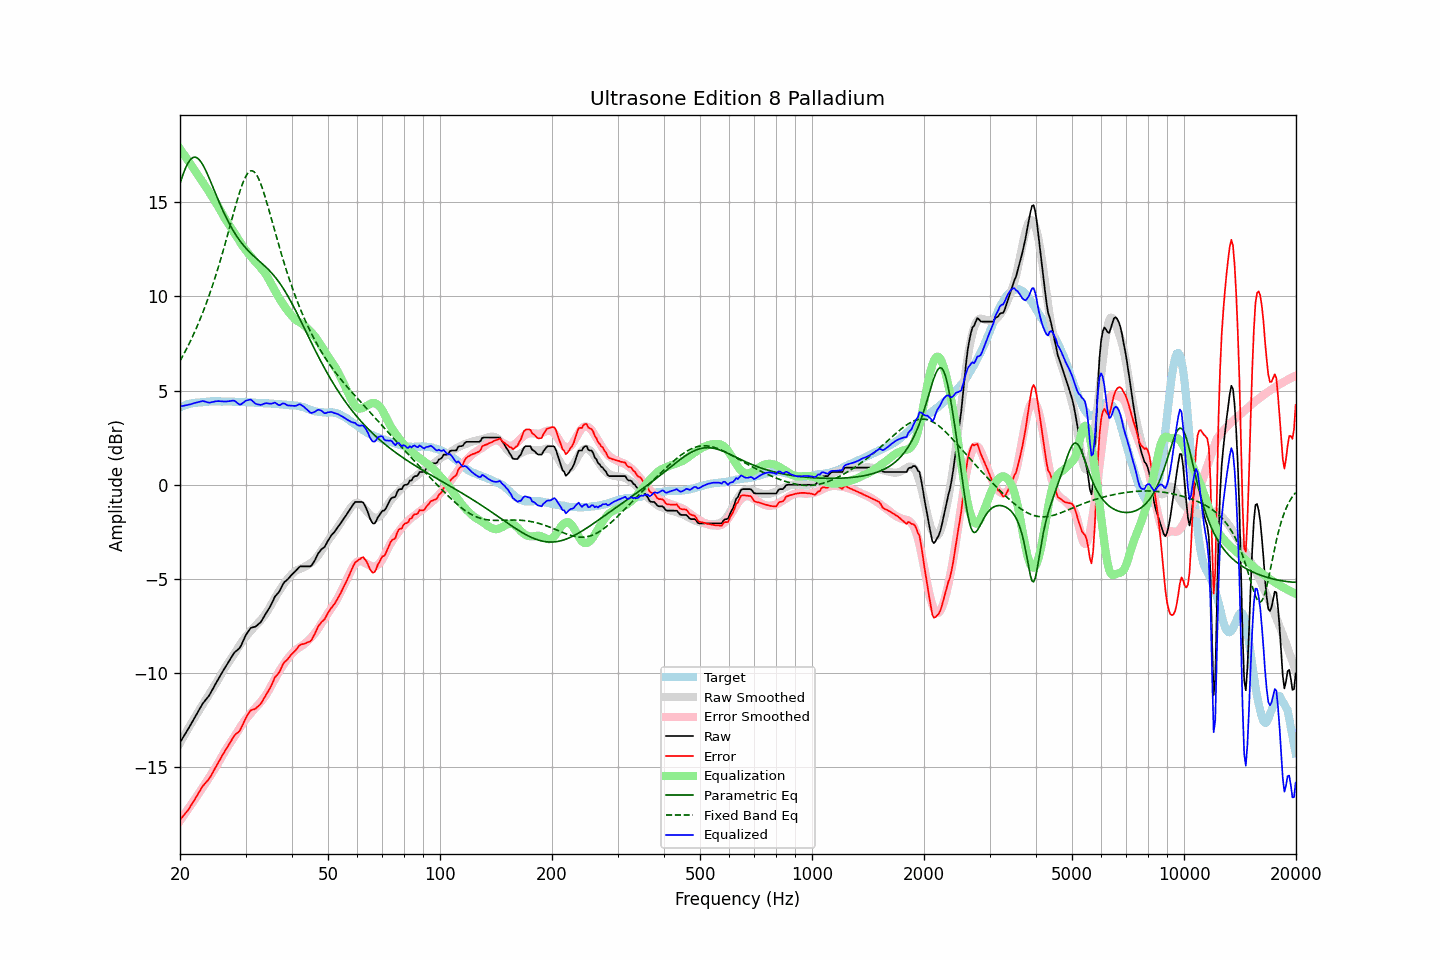 Ultrasone Edition 8 Palladium
Amplitude (dBr)
15
10
5
0
−5
−10
−15
20
50
100
200
500
1000
2000
5000
10000
20000
Frequency (Hz)
Target
Raw Smoothed
Error Smoothed
Raw
Error
Equalization
Parametric Eq
Fixed Band Eq
Equalized